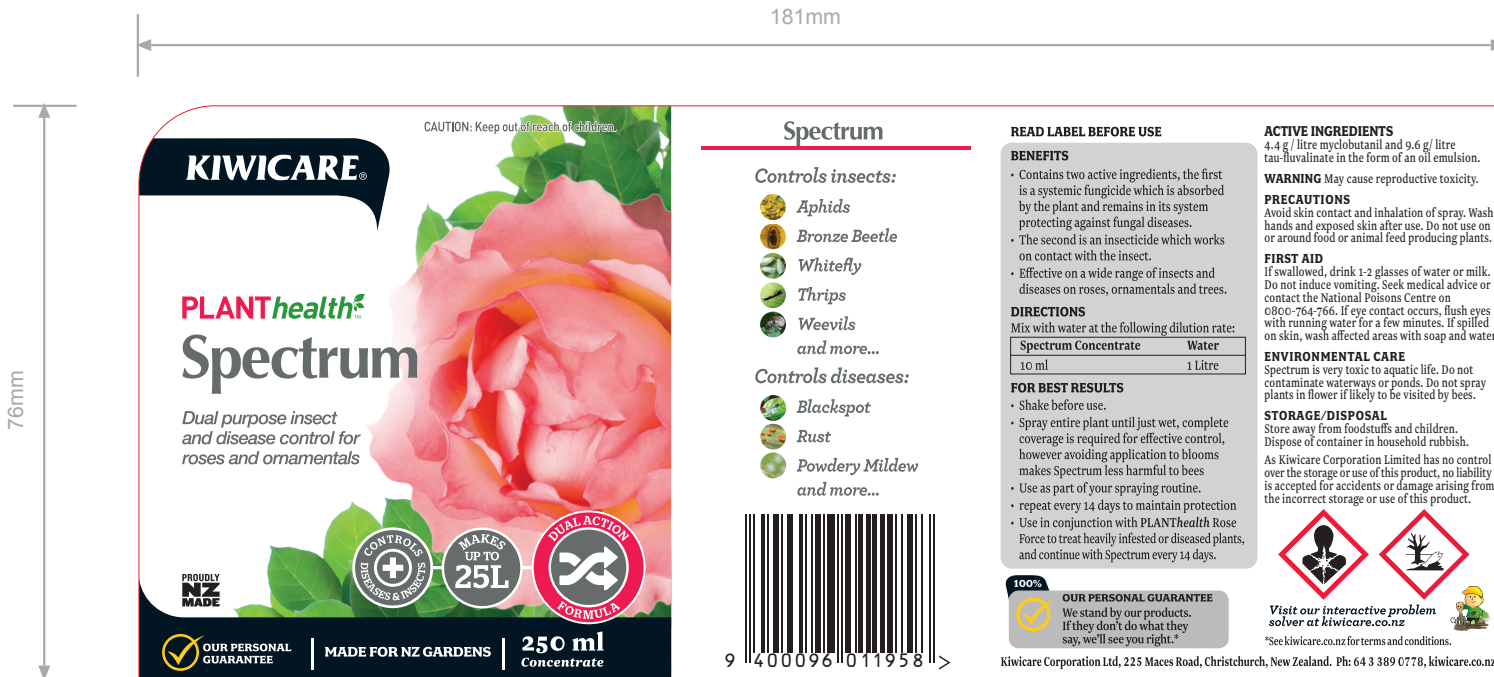 181mm
76mm
CAUTION: Keep out of reach of children.
KIWICARE®
PLANThealth™
Spectrum
Dual purpose insect
and disease control for
roses and ornamentals
CONTROLS
DISEASES & INSECTS
MAKES
UP TO
25L
DUAL ACTION
FORMULA
PROUDLY
NZ
MADE
OUR PERSONAL
GUARANTEE
MADE FOR NZ GARDENS
250 ml
Concentrate
Spectrum
Controls insects:
Aphids
Bronze Beetle
Whitefly
Thrips
Weevils
and more...
Controls diseases:
Blackspot
Rust
Powdery Mildew
and more...
9 400096 011958 >
READ LABEL BEFORE USE
BENEFITS
• Contains two active ingredients, the first
is a systemic fungicide which is absorbed
by the plant and remains in its system
protecting against fungal diseases.
• The second is an insecticide which works
on contact with the insect.
• Effective on a wide range of insects and
diseases on roses, ornamentals and trees.
DIRECTIONS
Mix with water at the following dilution rate:
Spectrum Concentrate Water
10 ml 1 Litre
FOR BEST RESULTS
• Shake before use.
• Spray entire plant until just wet, complete
coverage is required for effective control,
however avoiding application to blooms
makes Spectrum less harmful to bees
• Use as part of your spraying routine.
• repeat every 14 days to maintain protection
• Use in conjunction with PLANThealth Rose
Force to treat heavily infested or diseased plants,
and continue with Spectrum every 14 days.
100%
OUR PERSONAL GUARANTEE
We stand by our products.
If they don't do what they
say, we'll see you right.*
ACTIVE INGREDIENTS
4.4 g / litre myclobutanil and 9.6 g/ litre
tau-fluvalinate in the form of an oil emulsion.
WARNING May cause reproductive toxicity.
PRECAUTIONS
Avoid skin contact and inhalation of spray. Wash
hands and exposed skin after use. Do not use on
or around food or animal feed producing plants.
FIRST AID
If swallowed, drink 1-2 glasses of water or milk.
Do not induce vomiting. Seek medical advice or
contact the National Poisons Centre on
0800-764-766. If eye contact occurs, flush eyes
with running water for a few minutes. If spilled
on skin, wash affected areas with soap and water
ENVIRONMENTAL CARE
Spectrum is very toxic to aquatic life. Do not
contaminate waterways or ponds. Do not spray
plants in flower if likely to be visited by bees.
STORAGE/DISPOSAL
Store away from foodstuffs and children.
Dispose of container in household rubbish.
As Kiwicare Corporation Limited has no control
over the storage or use of this product, no liability
is accepted for accidents or damage arising from
the incorrect storage or use of this product.
Visit our interactive problem
solver at kiwicare.co.nz
*See kiwicare.co.nz for terms and conditions.
Kiwicare Corporation Ltd, 225 Maces Road, Christchurch, New Zealand. Ph: 64 3 389 0778, kiwicare.co.nz